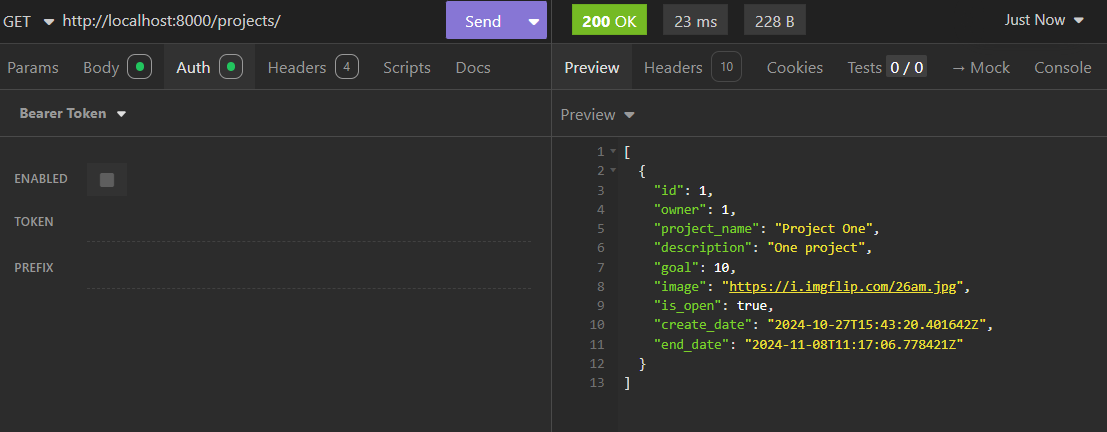 GET http://localhost:8000/projects/ Send 200 OK 23 ms 228 B Just Now
Params Body Auth Headers 4 Scripts Docs Preview Headers 10 Cookies Tests 0 / 0 → Mock Console
Bearer Token
Preview
ENABLED
TOKEN
PREFIX
1 [
2 {
3 "id": 1,
4 "owner": 1,
5 "project_name": "Project One",
6 "description": "One project",
7 "goal": 10,
8 "image": "https://i.imgflip.com/26am.jpg",
9 "is_open": true,
10 "create_date": "2024-10-27T15:43:20.401642Z",
11 "end_date": "2024-11-08T11:17:06.778421Z"
12 }
13 ]